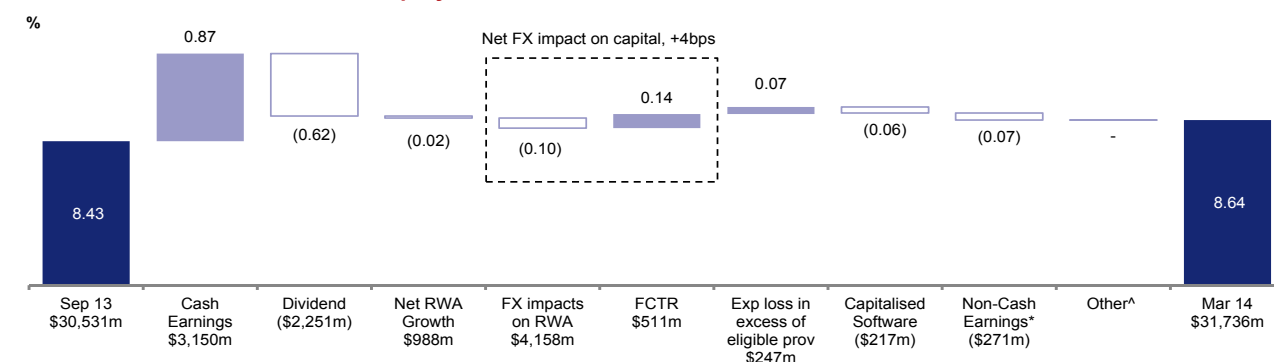 %
0.87
Net FX impact on capital, +4bps
0.14
0.07
(0.62)
(0.02)
(0.10)
(0.06)
(0.07)
-
8.43
8.64
Sep 13
$30,531m
Cash
Earnings
$3,150m
Dividend
($2,251m)
Net RWA
Growth
$988m
FX impacts
on RWA
$4,158m
FCTR
$511m
Exp loss in
excess of
eligible prov
$247m
Capitalised
Software
($217m)
Non-Cash
Earnings*
($271m)
Other^
Mar 14
$31,736m